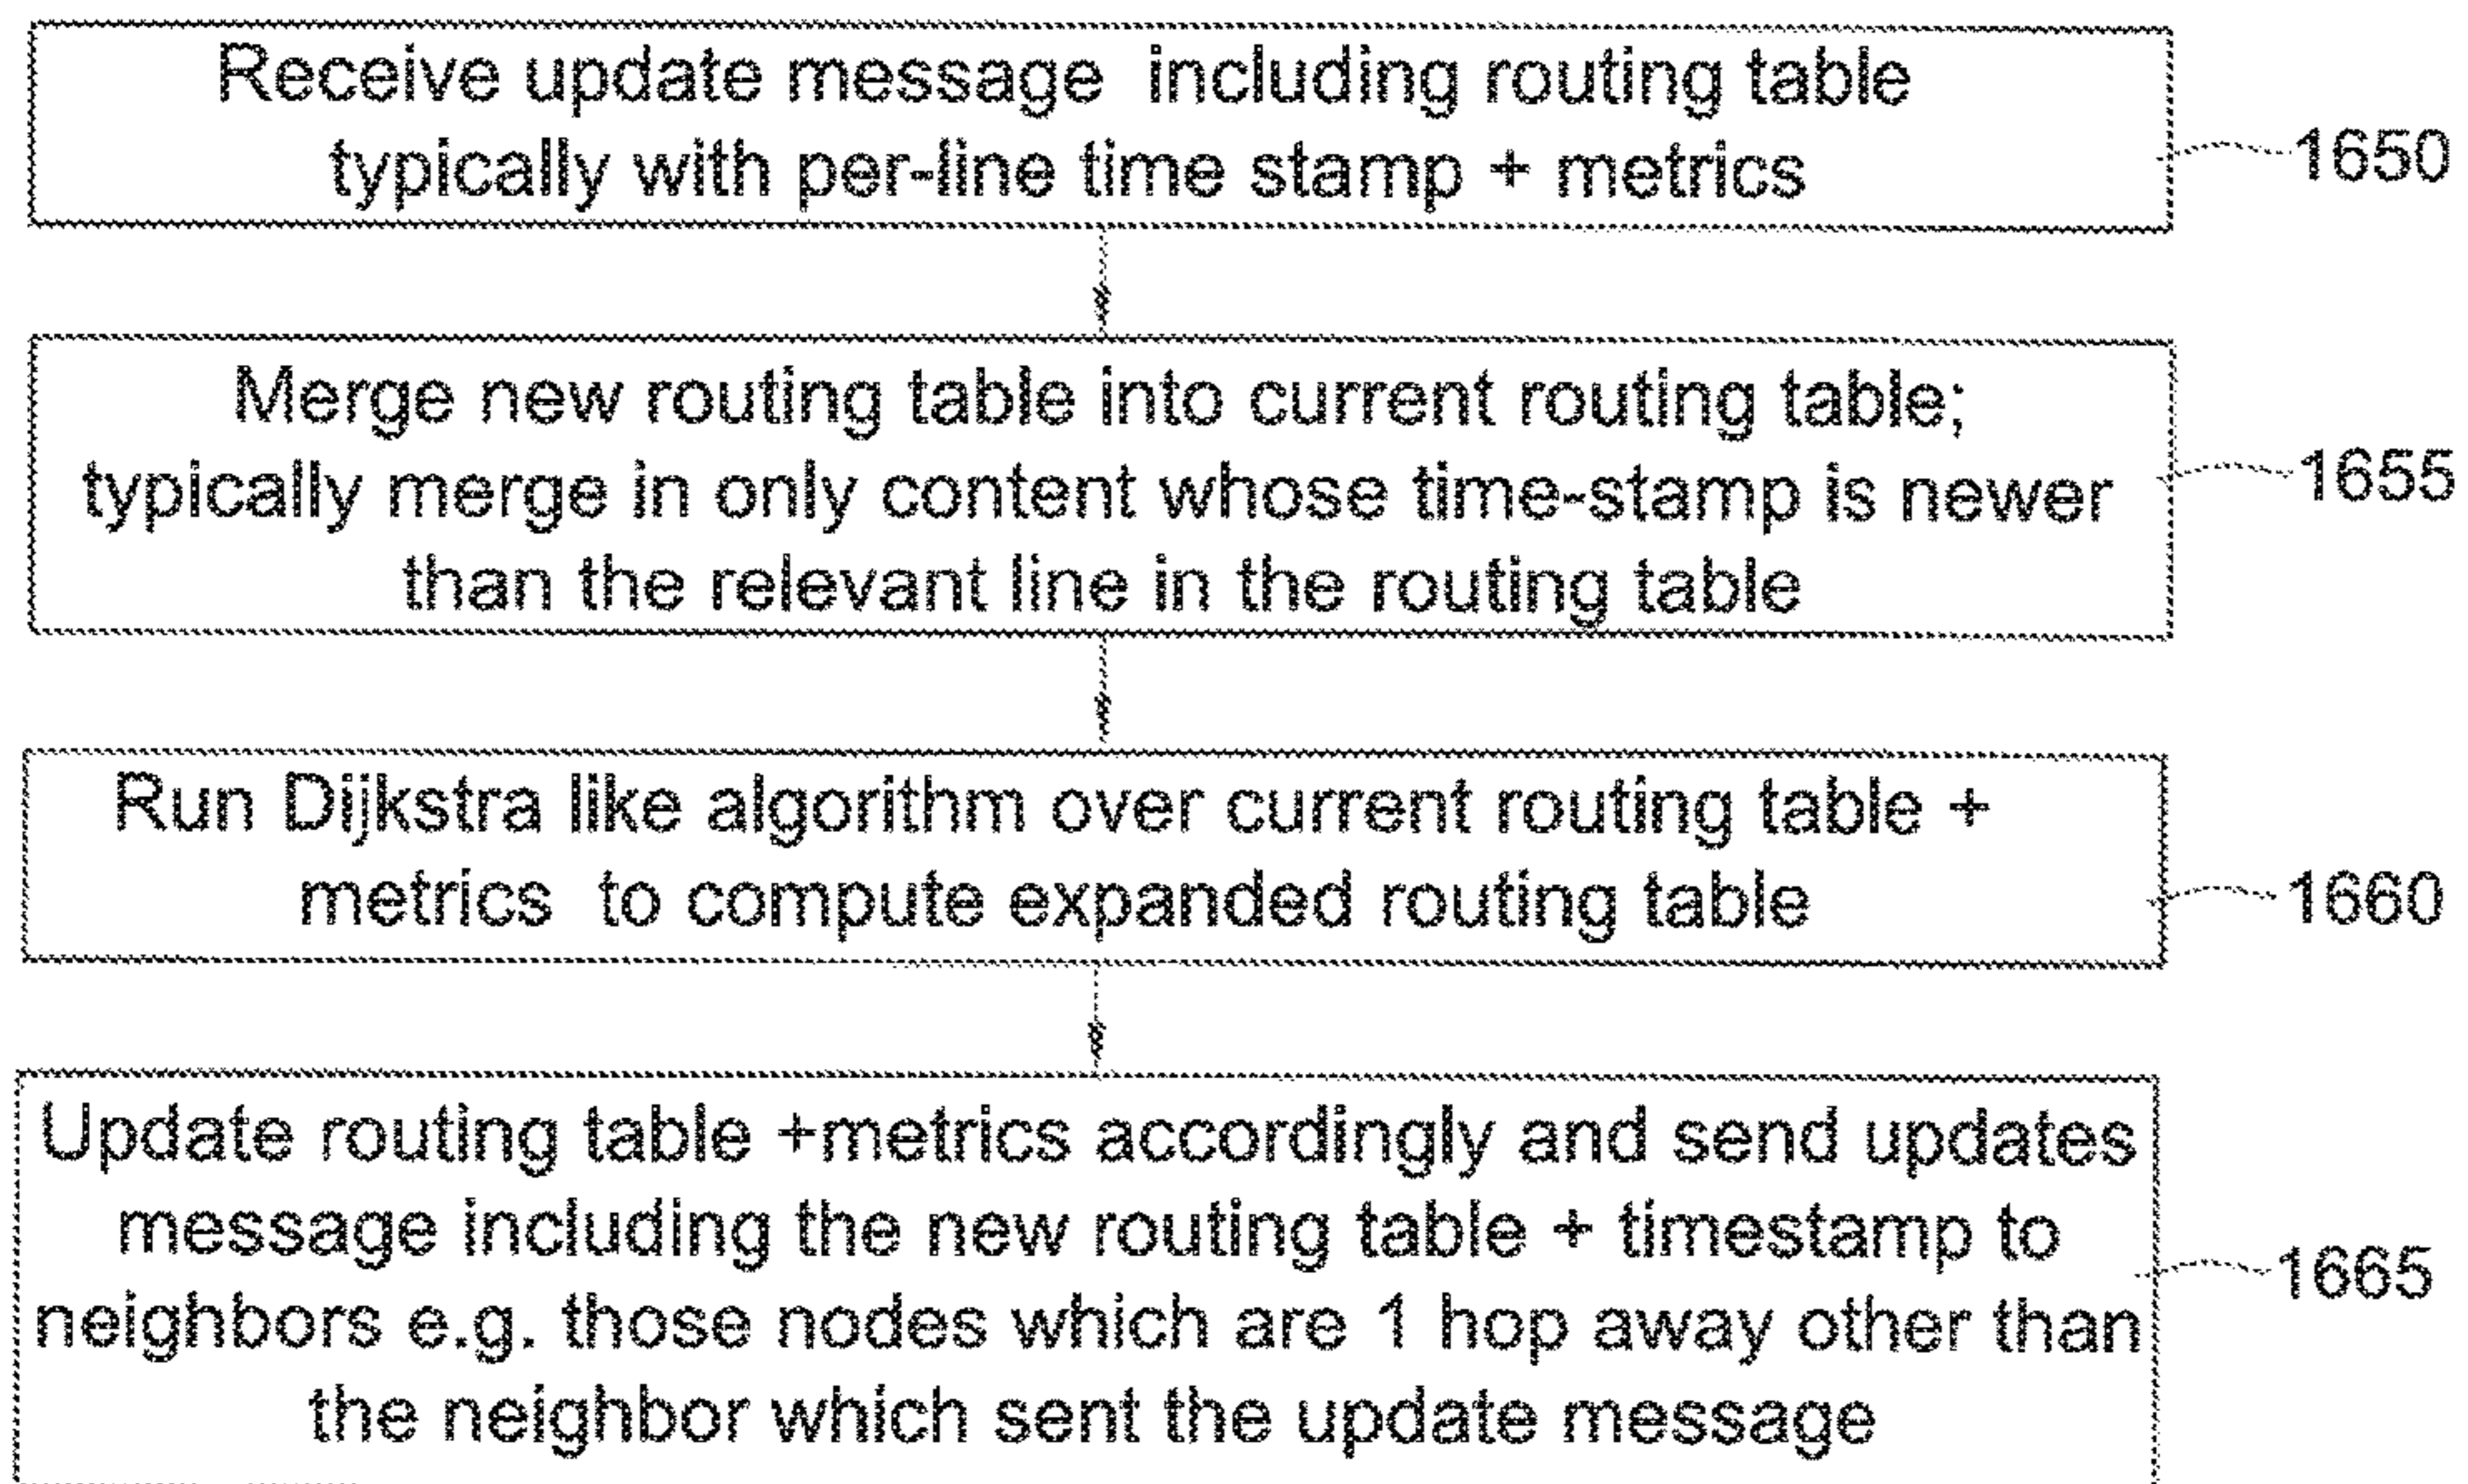 Receive update message including routing table
typically with per-line time stamp + metrics
1650
Merge new routing table into current routing table;
typically merge in only content whose time-stamp is newer
than the relevant line in the routing table
1655
Run Dijkstra like algorithm over current routing table +
metrics to compute expanded routing table
1660
Update routing table +metrics accordingly and send updates
message including the new routing table + timestamp to
neighbors e.g. those nodes which are 1 hop away other than
the neighbor which sent the update message
1665